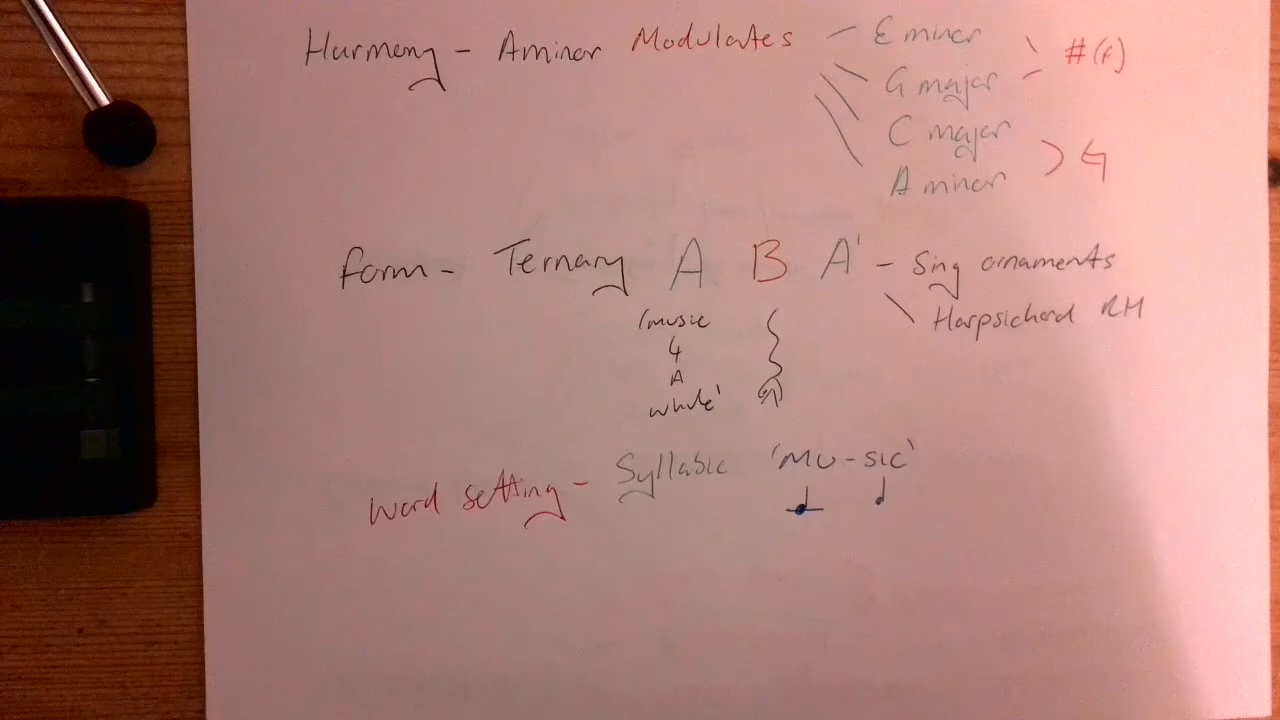 Harmony - A minor Modulates - E minor
G major #(f)
C major
A minor > G
Form - Ternary A B A' - Sing ornaments
Harpsichord RH
'music
4
A
while'
Word setting - Syllabic 'Mu-sic'